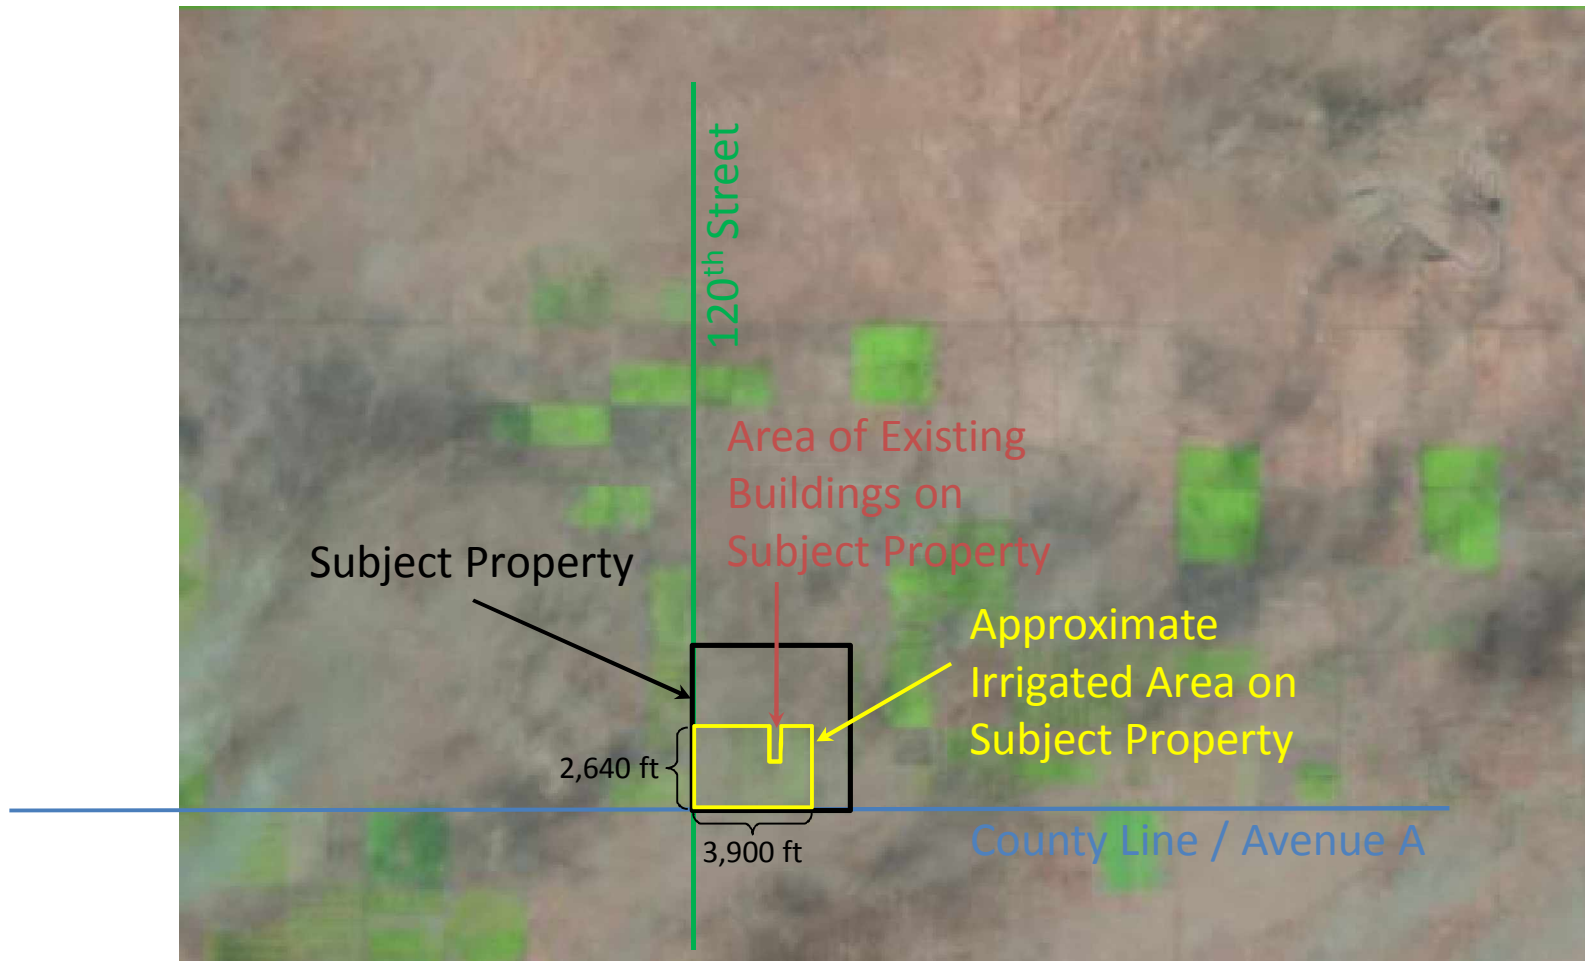 120th Street
Area of Existing
Buildings on
Subject Property
Subject Property
Approximate
Irrigated Area on
Subject Property
2,640 ft
3,900 ft
County Line / Avenue A